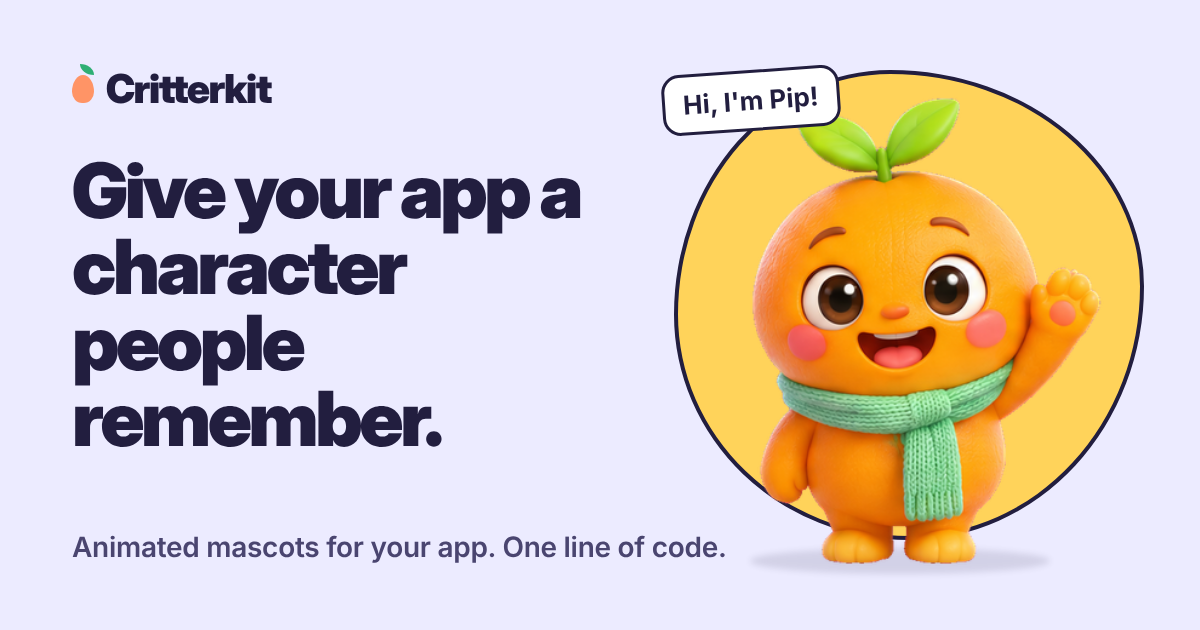 Critterkit
Hi, I'm Pip!
Give your app a
character
people
remember.
Animated mascots for your app. One line of code.